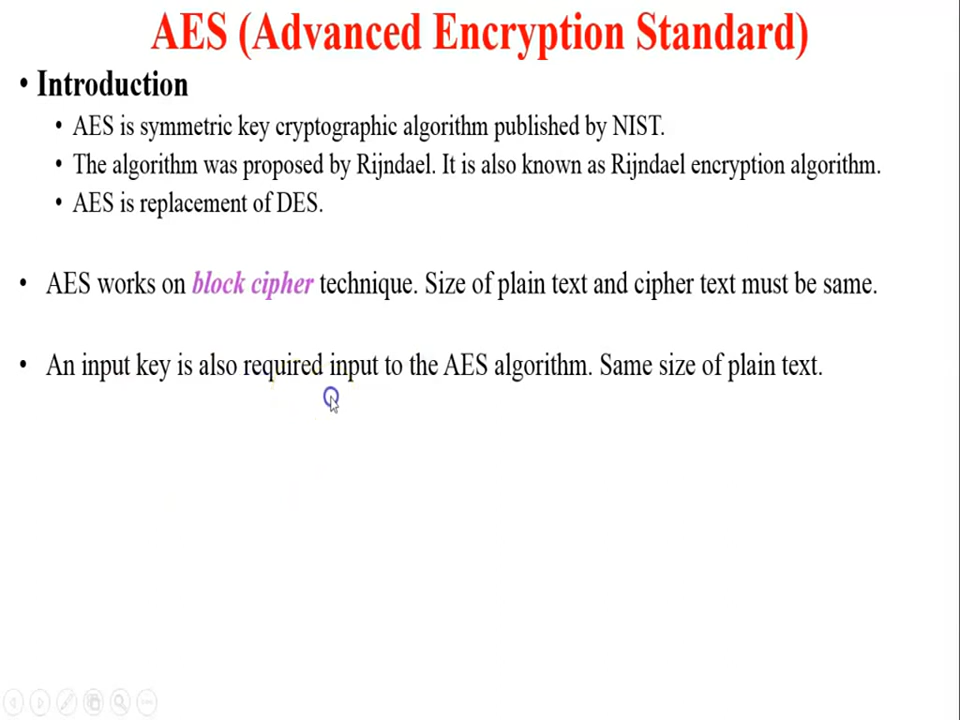 AES (Advanced Encryption Standard)
• Introduction
• AES is symmetric key cryptographic algorithm published by NIST.
• The algorithm was proposed by Rijndael. It is also known as Rijndael encryption algorithm.
• AES is replacement of DES.
• AES works on block cipher technique. Size of plain text and cipher text must be same.
• An input key is also required input to the AES algorithm. Same size of plain text.